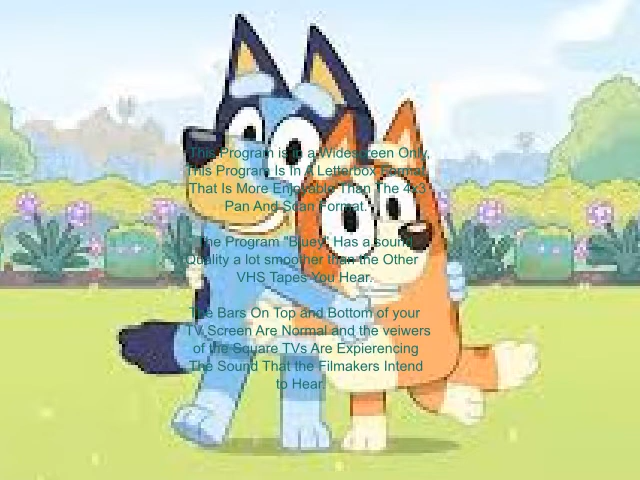 This Program is in a Widescreen Only,
This Program Is In A Letterbox Format
That Is More Enjoyable Than The 4x3
Pan And Scan Format.
The Program "Bluey" Has a sound
Quality a lot smoother than the Other
VHS Tapes You Hear.
The Bars On Top and Bottom of your
TV Screen Are Normal and the veiwers
of the Square TVs Are Expierencing
The Sound That the Filmakers Intend
to Hear.